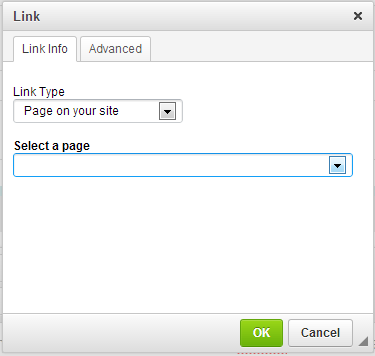 Link
Link Info Advanced
Link Type
Page on your site
Select a page
OK Cancel